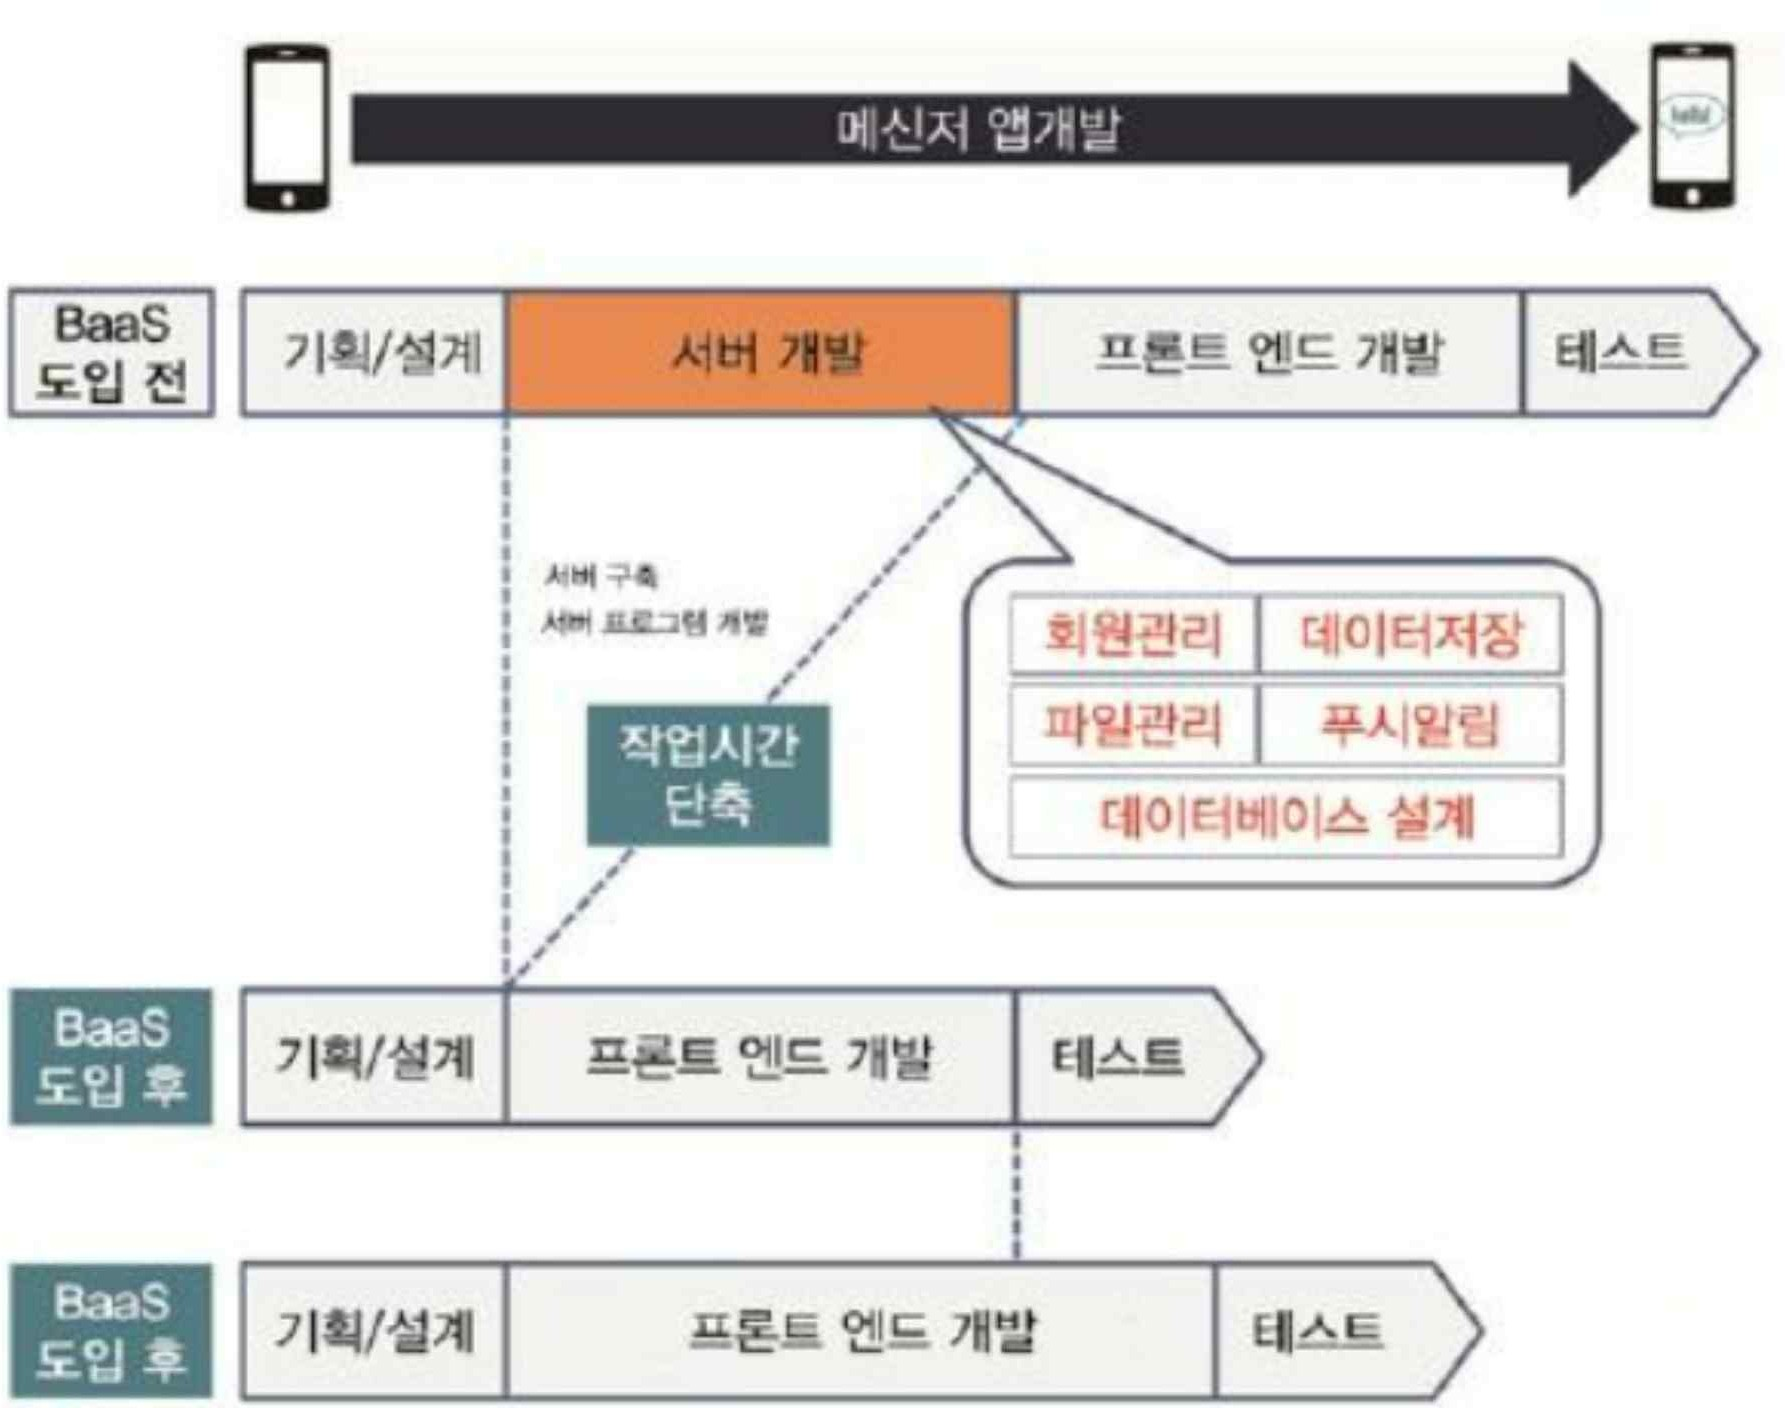 메신저 앱개발
hello!
BaaS
도입 전
기획/설계
서버 개발
프론트 엔드 개발
테스트
서버 구축
서버 프로그램 개발
작업시간
단축
회원관리
데이터저장
파일관리
푸시알림
데이터베이스 설계
BaaS
도입 후
기획/설계
프론트 엔드 개발
테스트
BaaS
도입 후
기획/설계
프론트 엔드 개발
테스트